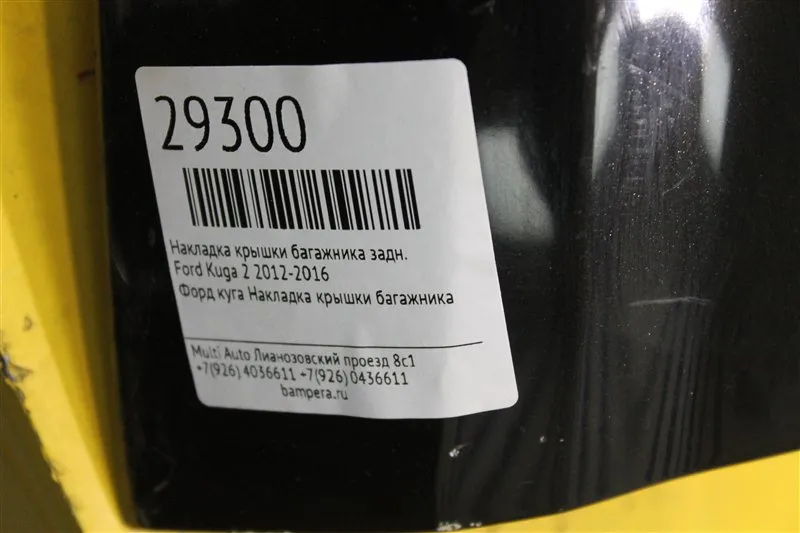 29300
Накладка крышки багажника задн.
Ford Kuga 2 2012-2016
Форд куга Накладка крышки багажника
Multi Auto Лианозовский проезд 8с1
+7(926) 4036611 +7(926) 0436611
bampera.ru